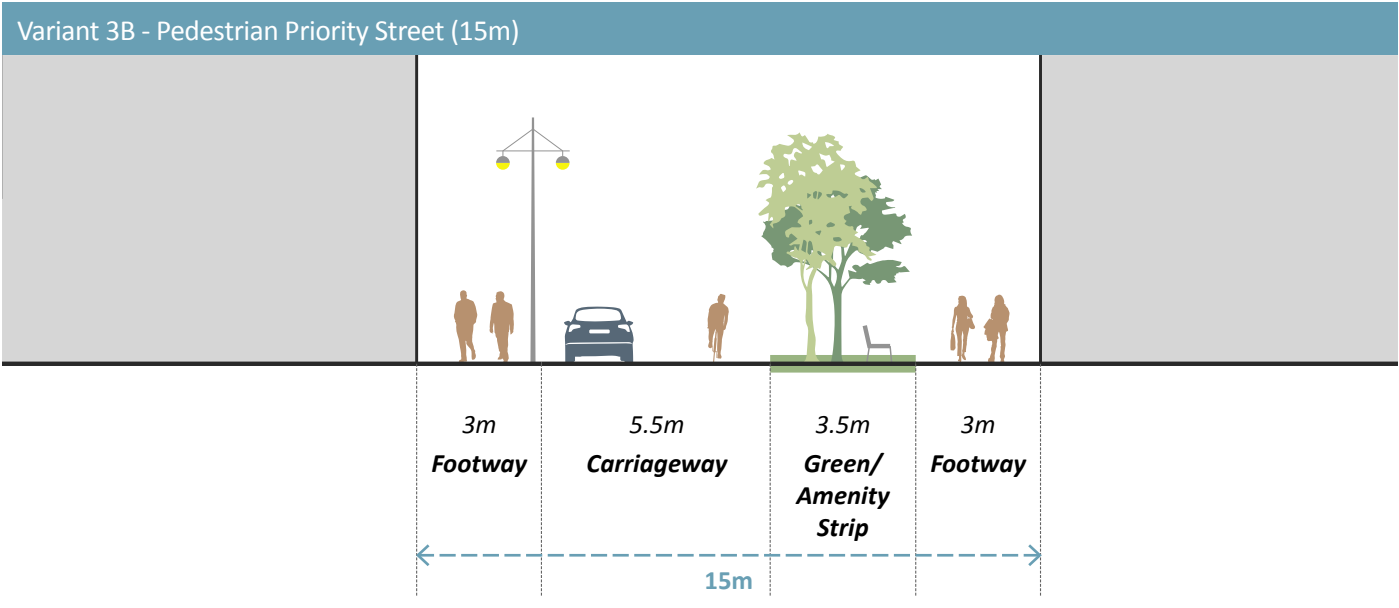 Variant 3B - Pedestrian Priority Street (15m)
3m
Footway
5.5m
Carriageway
3.5m
Green/
Amenity
Strip
3m
Footway
15m